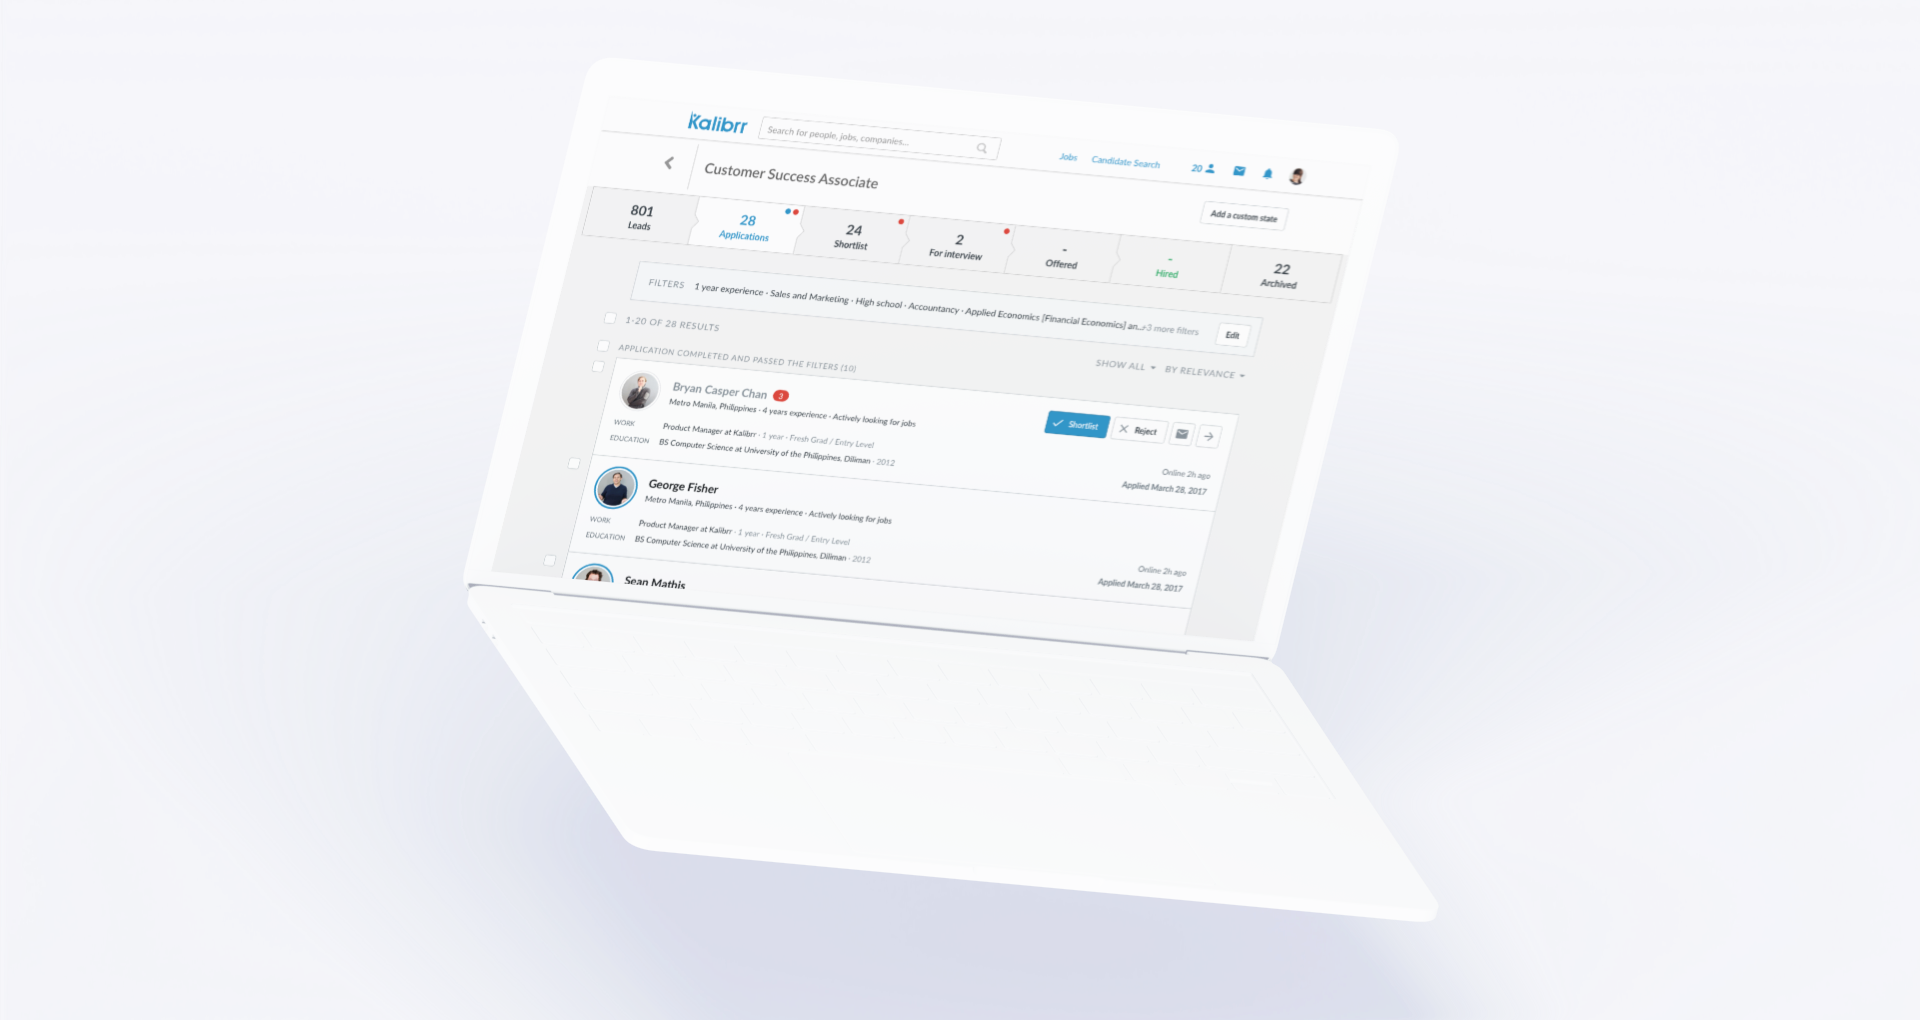 Kalibrr
Search for people, jobs, companies...
Jobs
Candidate Search
20
Customer Success Associate
Add a custom state
801
Leads
28
Applications
24
Shortlist
2
For interview
-
Offered
-
Hired
22
Archived
FILTERS 1 year experience · Sales and Marketing · High school · Accountancy · Applied Economics [Financial Economics] an...+3 more filters
Edit
1-20 OF 28 RESULTS
SHOW ALL
BY RELEVANCE
APPLICATION COMPLETED AND PASSED THE FILTERS (10)
Bryan Casper Chan 3
Metro Manila, Philippines · 4 years experience · Actively looking for jobs
Shortlist
Reject
WORK Product Manager at Kalibrr · 1 year · Fresh Grad / Entry Level
EDUCATION BS Computer Science at University of the Philippines, Diliman · 2012
Online 2h ago
Applied March 28, 2017
George Fisher
Metro Manila, Philippines · 4 years experience · Actively looking for jobs
WORK Product Manager at Kalibrr · 1 year · Fresh Grad / Entry Level
EDUCATION BS Computer Science at University of the Philippines, Diliman · 2012
Online 2h ago
Applied March 28, 2017
Sean Mathis